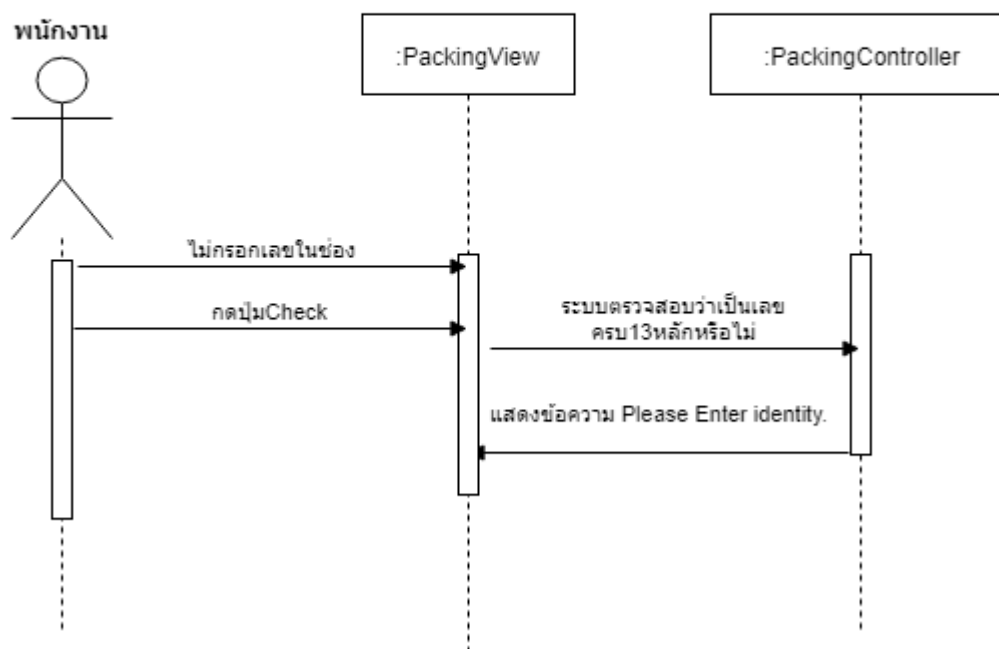 พนักงาน
:PackingView
:PackingController
ไม่กรอกเลขในช่อง
กดปุ่มCheck
ระบบตรวจสอบว่าเป็นเลข
ครบ13หลักหรือไม่
แสดงข้อความ Please Enter identity.